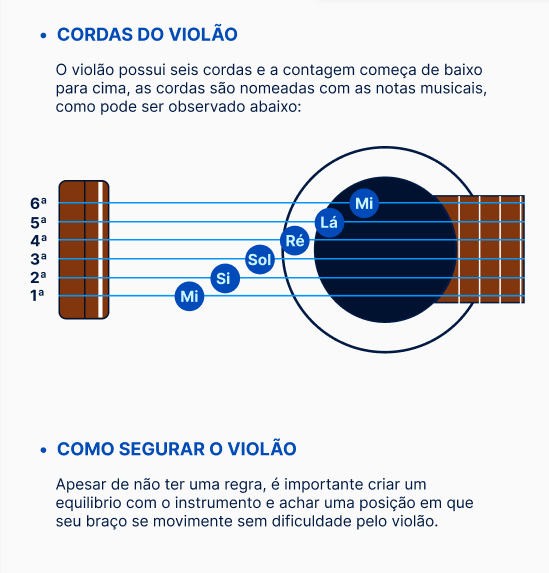 • CORDAS DO VIOLÃO
O violão possui seis cordas e a contagem começa de baixo
para cima, as cordas são nomeadas com as notas musicais,
como pode ser observado abaixo:
6ª Mi
5ª Lá
4ª Ré
3ª Sol
2ª Si
1ª Mi
• COMO SEGURAR O VIOLÃO
Apesar de não ter uma regra, é importante criar um
equilibrio com o instrumento e achar uma posição em que
seu braço se movimente sem dificuldade pelo violão.